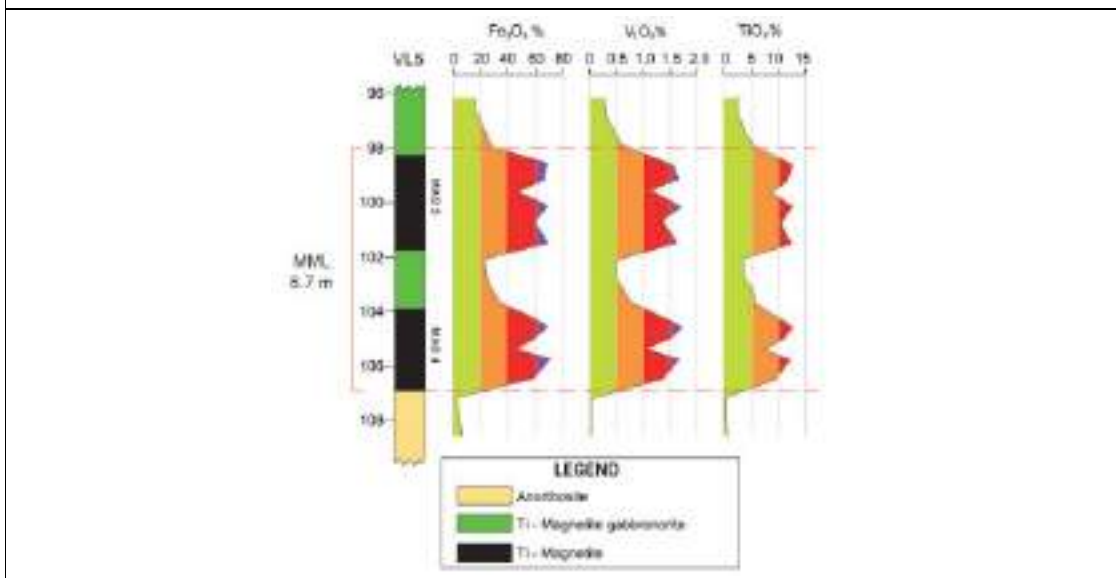 Fe₂O₃ % V₂O₅% TiO₂%
VL5 0 20 40 60 80 0 0.5 1.0 1.5 2.0 0 5 10 15
96
98
100
102
104
106
108
MML
8.7 m
LEGEND
Anorthosite
Ti - Magnetite gabbronorite
Ti - Magnetite